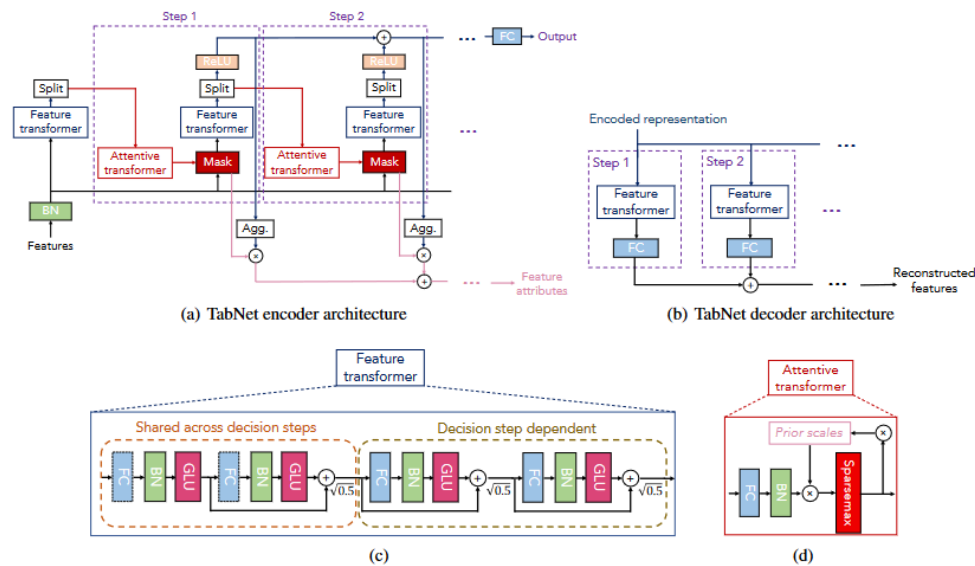 Step 1
Step 2
FC
Output
ReLU
ReLU
Split
Split
Split
Feature
transformer
Feature
transformer
Feature
transformer
Attentive
transformer
Mask
Attentive
transformer
Mask
BN
Features
Agg.
Agg.
Feature
attributes
(a) TabNet encoder architecture
Encoded representation
Step 1
Step 2
Feature
transformer
Feature
transformer
FC
FC
Reconstructed
features
(b) TabNet decoder architecture
Feature
transformer
Shared across decision steps
Decision step dependent
FC
BN
GLU
FC
BN
GLU
√0.5
FC
BN
GLU
√0.5
FC
BN
GLU
√0.5
(c)
Attentive
transformer
Prior scales
FC
BN
Sparsemax
(d)